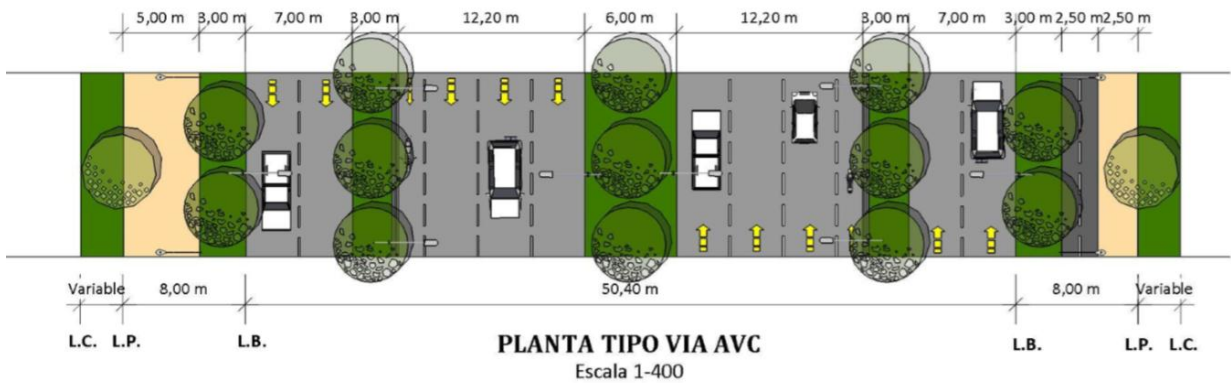 5,00 m 3,00 m 7,00 m 3,00 m 12,20 m 6,00 m 12,20 m 3,00 m 7,00 m 3,00 m 2,50 m 2,50 m
Variable 8,00 m 50,40 m 8,00 m Variable
L.C. L.P. L.B. L.B. L.P. L.C.
PLANTA TIPO VIA AVC
Escala 1-400